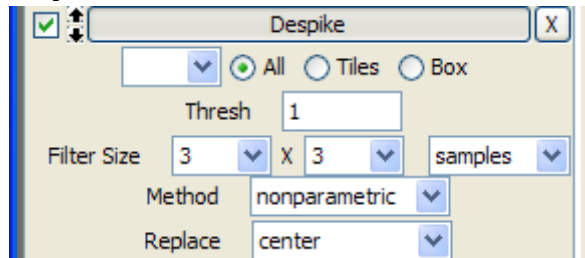 Despike X
All Tiles Box
Thresh 1
Filter Size 3 X 3 samples
Method nonparametric
Replace center